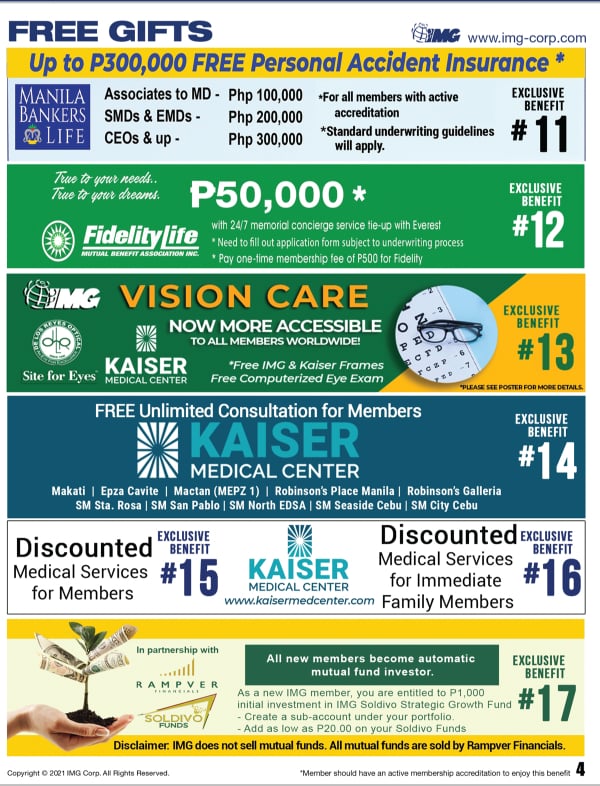 FREE GIFTS
IMG www.img-corp.com
Up to P300,000 FREE Personal Accident Insurance *
MANILA
BANKERS
LIFE
Associates to MD - Php 100,000
SMDs & EMDs - Php 200,000
CEOs & up - Php 300,000
*For all members with active
accreditation
*Standard underwriting guidelines
will apply.
EXCLUSIVE
BENEFIT
#11
True to your needs..
True to your dreams.
FidelityLife
MUTUAL BENEFIT ASSOCIATION INC.
₱50,000 *
with 24/7 memorial concierge service tie-up with Everest
* Need to fill out application form subject to underwriting process
* Pay one-time membership fee of P500 for Fidelity
EXCLUSIVE
BENEFIT
#12
IMG VISION CARE
NOW MORE ACCESSIBLE
TO ALL MEMBERS WORLDWIDE!
DE LOS REYES OPTICAL
Site for Eyes
KAISER
MEDICAL CENTER
*Free IMG & Kaiser Frames
Free Computerized Eye Exam
EXCLUSIVE
BENEFIT
#13
*PLEASE SEE POSTER FOR MORE DETAILS.
FREE Unlimited Consultation for Members
KAISER
MEDICAL CENTER
Makati | Epza Cavite | Mactan (MEPZ 1) | Robinson's Place Manila | Robinson's Galleria
SM Sta. Rosa | SM San Pablo | SM North EDSA | SM Seaside Cebu | SM City Cebu
EXCLUSIVE
BENEFIT
#14
Discounted
Medical Services
for Members
EXCLUSIVE
BENEFIT
#15
KAISER
MEDICAL CENTER
www.kaisermedcenter.com
Discounted
Medical Services
for Immediate
Family Members
EXCLUSIVE
BENEFIT
#16
In partnership with
RAMPVER
FINANCIALS
SOLDIVO
FUNDS
All new members become automatic
mutual fund investor.
As a new IMG member, you are entitled to P1,000
initial investment in IMG Soldivo Strategic Growth Fund
- Create a sub-account under your portfolio.
- Add as low as P20.00 on your Soldivo Funds
EXCLUSIVE
BENEFIT
#17
Disclaimer: IMG does not sell mutual funds. All mutual funds are sold by Rampver Financials.
Copyright © 2021 IMG Corp. All Rights Reserved.
*Member should have an active membership accreditation to enjoy this benefit 4